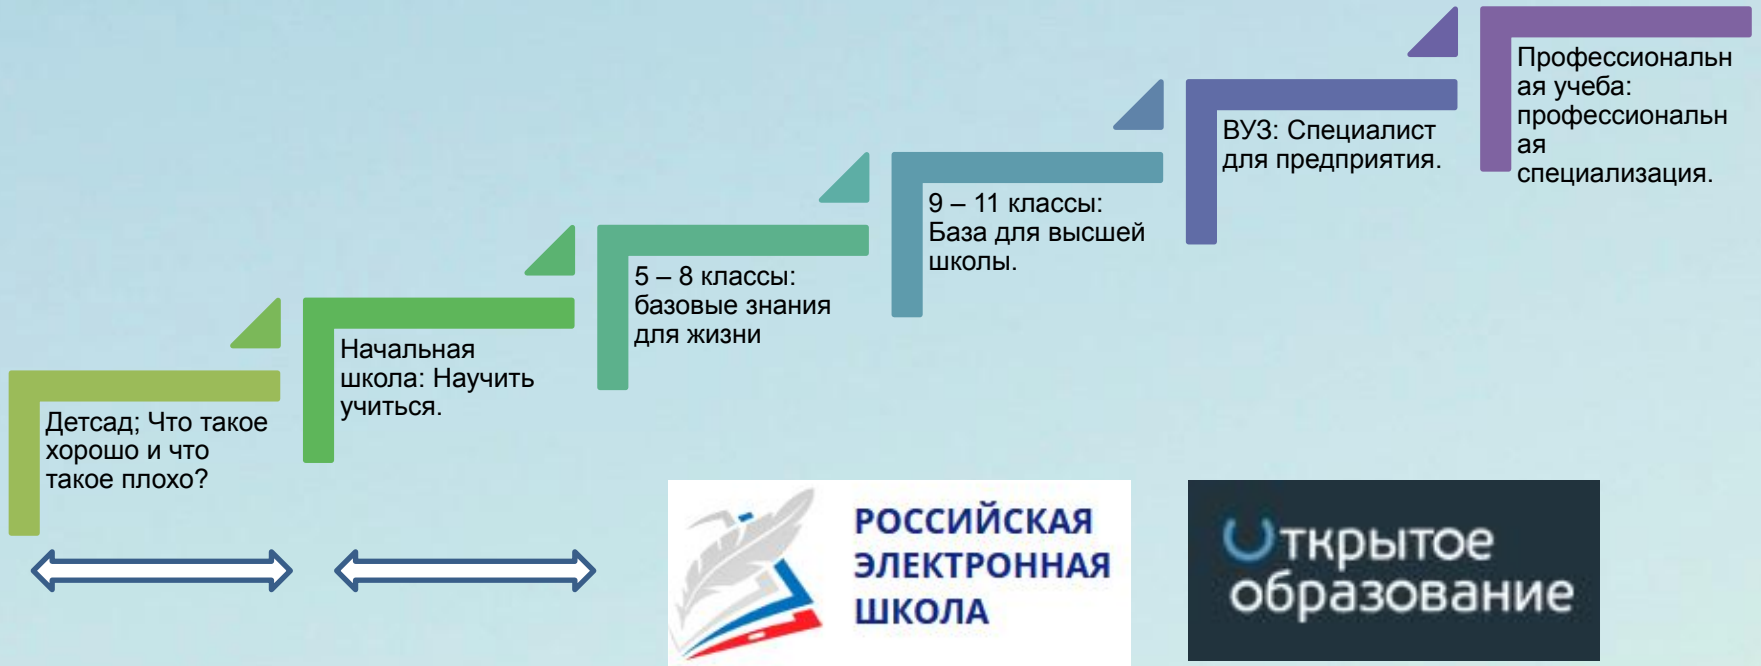 Детсад; Что такое
хорошо и что
такое плохо?
Начальная
школа: Научить
учиться.
5 – 8 классы:
базовые знания
для жизни
9 – 11 классы:
База для высшей
школы.
ВУЗ: Специалист
для предприятия.
Профессиональн
ая учеба:
профессиональн
ая
специализация.
РОССИЙСКАЯ
ЭЛЕКТРОННАЯ
ШКОЛА
Открытое
образование